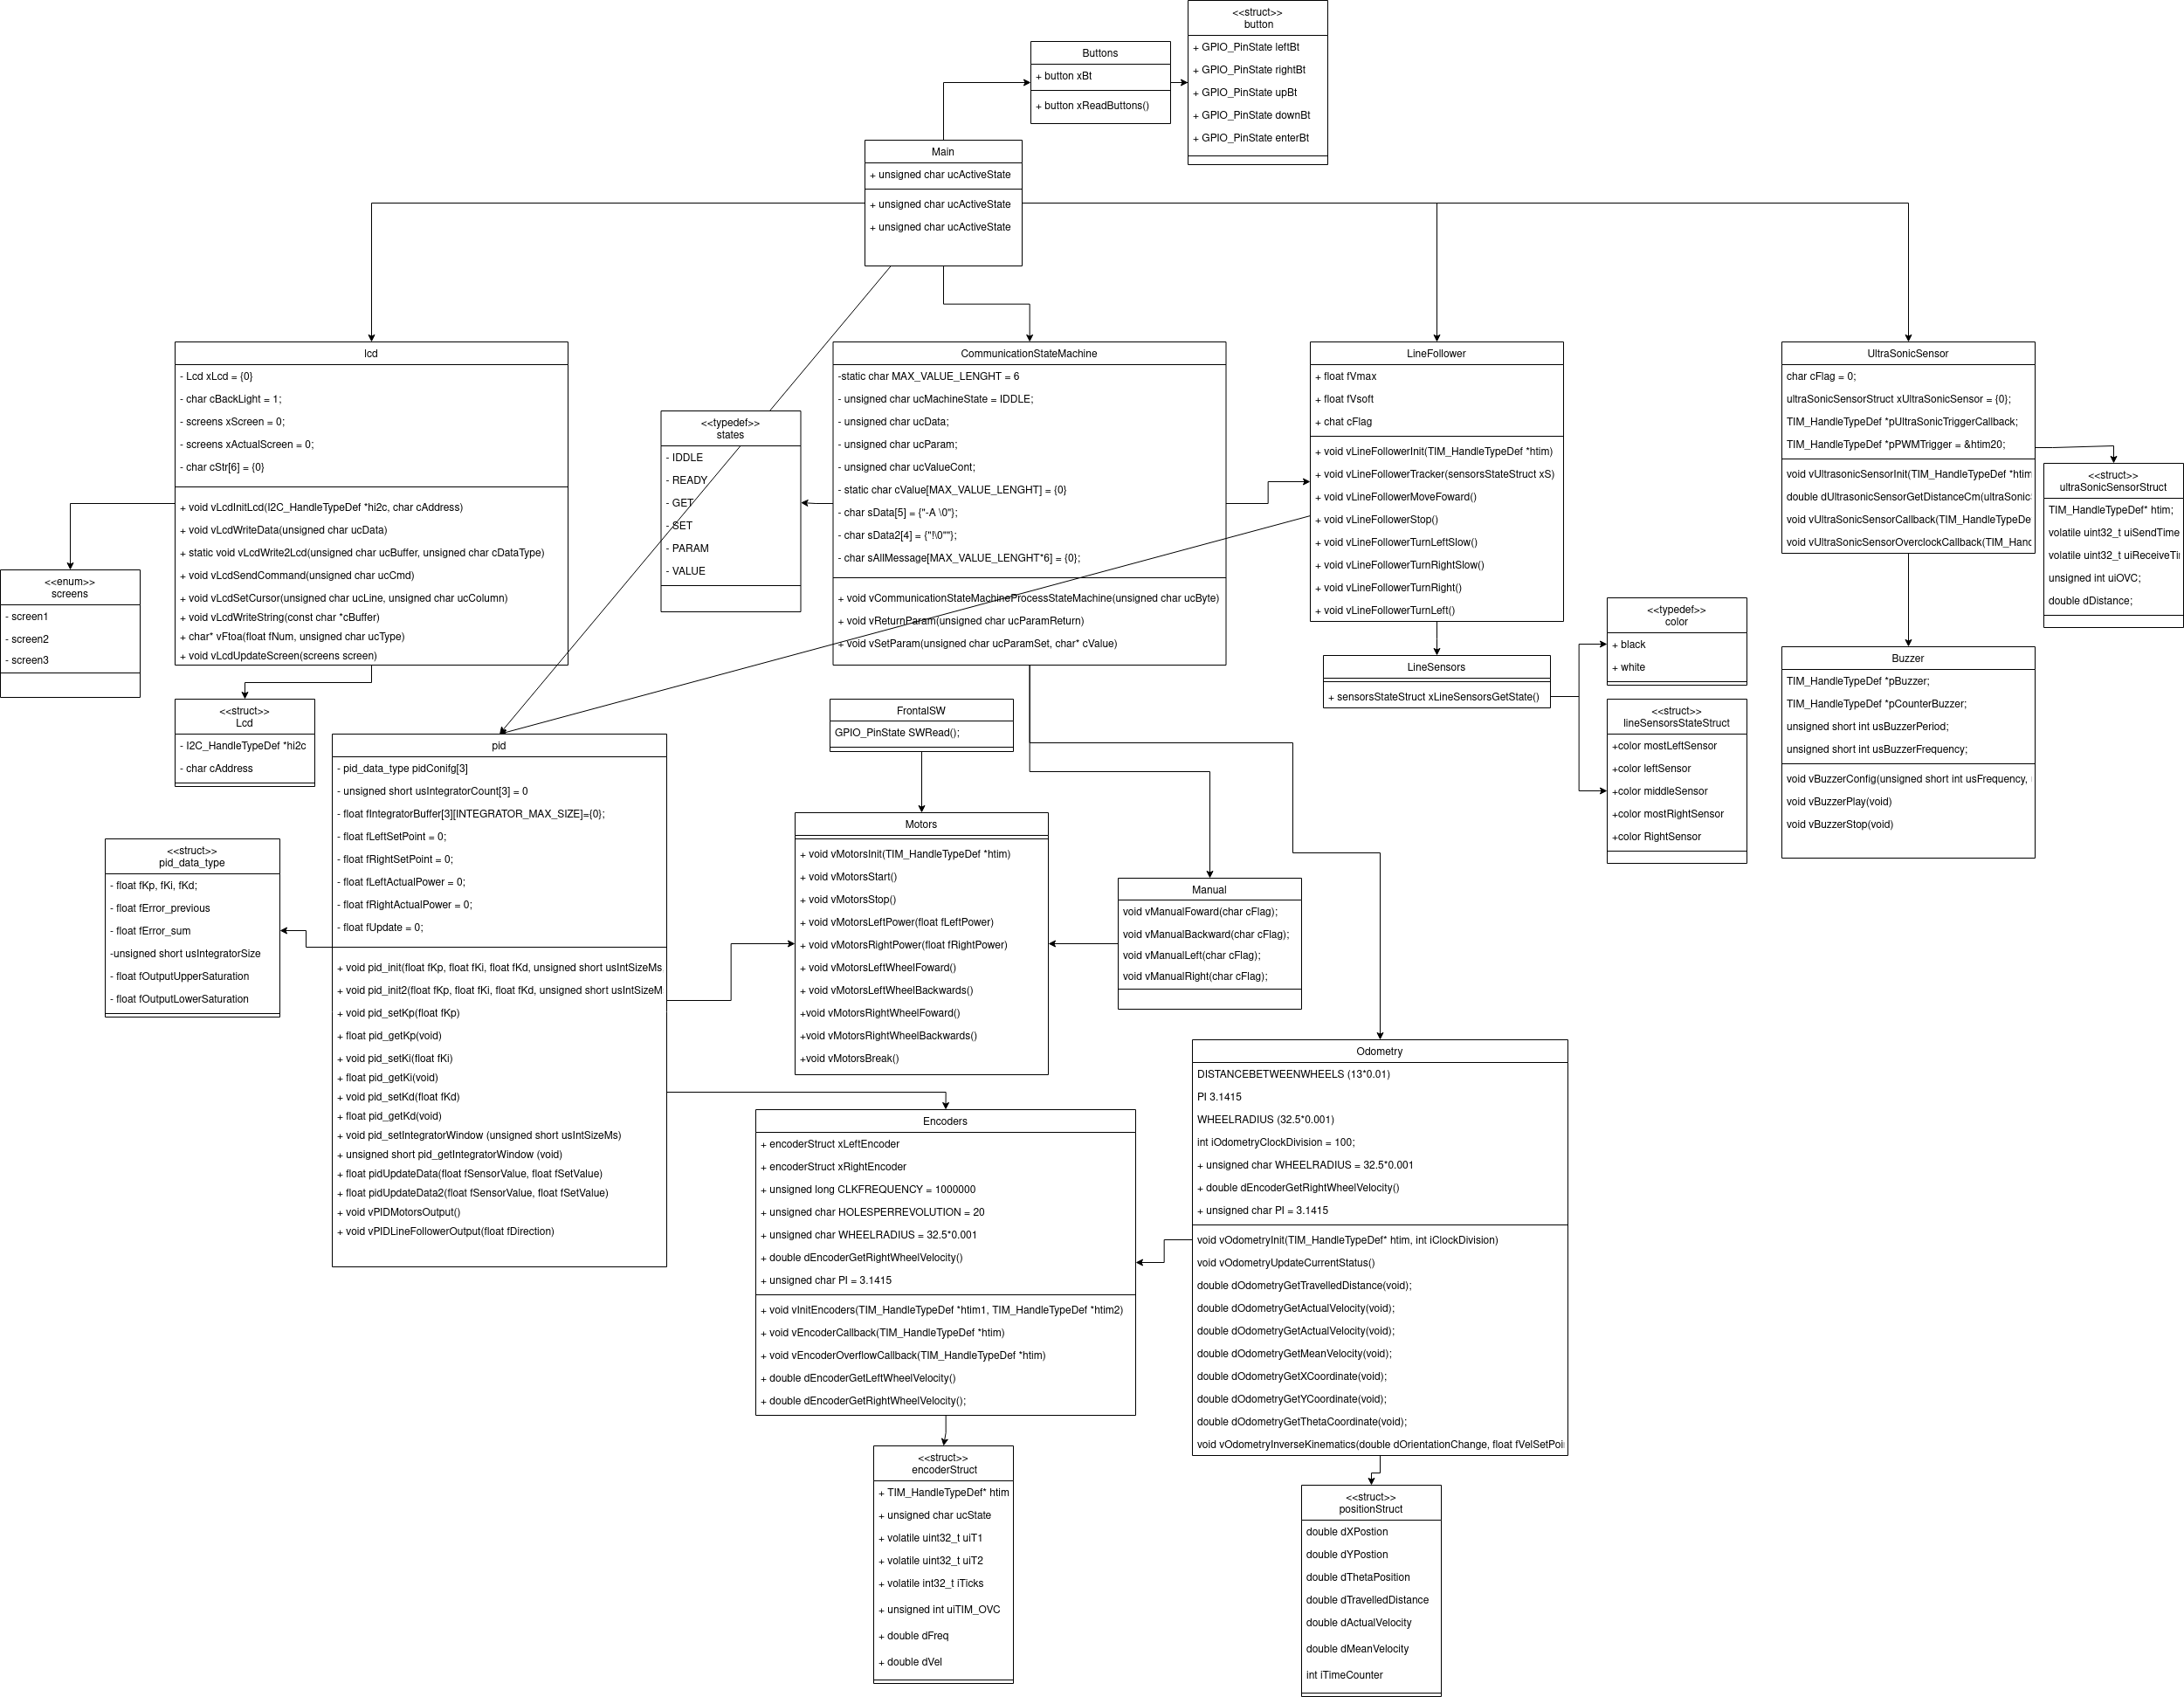 <<struct>>
button
+ GPIO_PinState leftBt
+ GPIO_PinState rightBt
+ GPIO_PinState upBt
+ GPIO_PinState downBt
+ GPIO_PinState enterBt
Buttons
+ button xBt
+ button xReadButtons()
Main
+ unsigned char ucActiveState
+ unsigned char ucActiveState
+ unsigned char ucActiveState
lcd
- Lcd xLcd = {0}
- char cBackLight = 1;
- screens xScreen = 0;
- screens xActualScreen = 0;
- char cStr[6] = {0}
+ void vLcdInitLcd(I2C_HandleTypeDef *hi2c, char cAddress)
+ void vLcdWriteData(unsigned char ucData)
+ static void vLcdWrite2Lcd(unsigned char ucBuffer, unsigned char cDataType)
+ void vLcdSendCommand(unsigned char ucCmd)
+ void vLcdSetCursor(unsigned char ucLine, unsigned char ucColumn)
+ void vLcdWriteString(const char *cBuffer)
+ char* vFtoa(float fNum, unsigned char ucType)
+ void vLcdUpdateScreen(screens screen)
<<typedef>>
states
- IDDLE
- READY
- GET
- SET
- PARAM
- VALUE
CommunicationStateMachine
-static char MAX_VALUE_LENGHT = 6
- unsigned char ucMachineState = IDDLE;
- unsigned char ucData;
- unsigned char ucParam;
- unsigned char ucValueCont;
- static char cValue[MAX_VALUE_LENGHT] = {0}
- char sData[5] = {"-A \0"};
- char sData2[4] = {"!\0""};
- char sAllMessage[MAX_VALUE_LENGHT*6] = {0};
+ void vCommunicationStateMachineProcessStateMachine(unsigned char ucByte)
+ void vReturnParam(unsigned char ucParamReturn)
+ void vSetParam(unsigned char ucParamSet, char* cValue)
LineFollower
+ float fVmax
+ float fVsoft
+ chat cFlag
+ void vLineFollowerInit(TIM_HandleTypeDef *htim)
+ void vLineFollowerTracker(sensorsStateStruct xS)
+ void vLineFollowerMoveFoward()
+ void vLineFollowerStop()
+ void vLineFollowerTurnLeftSlow()
+ void vLineFollowerTurnRightSlow()
+ void vLineFollowerTurnRight()
+ void vLineFollowerTurnLeft()
UltraSonicSensor
char cFlag = 0;
ultraSonicSensorStruct xUltraSonicSensor = {0};
TIM_HandleTypeDef *pUltraSonicTriggerCallback;
TIM_HandleTypeDef *pPWMTrigger = &htim20;
void vUltrasonicSensorInit(TIM_HandleTypeDef *htim
double dUltrasonicSensorGetDistanceCm(ultraSonic
void vUltraSonicSensorCallback(TIM_HandleTypeDe
void vUltraSonicSensorOverclockCallback(TIM_Hand
<<struct>>
ultraSonicSensorStruct
TIM_HandleTypeDef* htim;
volatile uint32_t uiSendTime
volatile uint32_t uiReceiveTi
unsigned int uiOVC;
double dDistance;
<<enum>>
screens
- screen1
- screen2
- screen3
<<struct>>
Lcd
- I2C_HandleTypeDef *hi2c
- char cAddress
LineSensors
+ sensorsStateStruct xLineSensorsGetState()
<<typedef>>
color
+ black
+ white
<<struct>>
lineSensorsStateStruct
+color mostLeftSensor
+color leftSensor
+color middleSensor
+color mostRightSensor
+color RightSensor
Buzzer
TIM_HandleTypeDef *pBuzzer;
TIM_HandleTypeDef *pCounterBuzzer;
unsigned short int usBuzzerPeriod;
unsigned short int usBuzzerFrequency;
void vBuzzerConfig(unsigned short int usFrequency,
void vBuzzerPlay(void)
void vBuzzerStop(void)
FrontalSW
GPIO_PinState SWRead();
pid
- pid_data_type pidConifg[3]
- unsigned short usIntegratorCount[3] = 0
- float fIntegratorBuffer[3][INTEGRATOR_MAX_SIZE]={0};
- float fLeftSetPoint = 0;
- float fRightSetPoint = 0;
- float fLeftActualPower = 0;
- float fRightActualPower = 0;
- float fUpdate = 0;
+ void pid_init(float fKp, float fKi, float fKd, unsigned short usIntSizeMs
+ void pid_init2(float fKp, float fKi, float fKd, unsigned short usIntSizeM
+ void pid_setKp(float fKp)
+ float pid_getKp(void)
+ void pid_setKi(float fKi)
+ float pid_getKi(void)
+ void pid_setKd(float fKd)
+ float pid_getKd(void)
+ void pid_setIntegratorWindow (unsigned short usIntSizeMs)
+ unsigned short pid_getIntegratorWindow (void)
+ float pidUpdateData(float fSensorValue, float fSetValue)
+ float pidUpdateData2(float fSensorValue, float fSetValue)
+ void vPIDMotorsOutput()
+ void vPIDLineFollowerOutput(float fDirection)
<<struct>>
pid_data_type
- float fKp, fKi, fKd;
- float fError_previous
- float fError_sum
-unsigned short usIntegratorSize
- float fOutputUpperSaturation
- float fOutputLowerSaturation
Motors
+ void vMotorsInit(TIM_HandleTypeDef *htim)
+ void vMotorsStart()
+ void vMotorsStop()
+ void vMotorsLeftPower(float fLeftPower)
+ void vMotorsRightPower(float fRightPower)
+ void vMotorsLeftWheelFoward()
+ void vMotorsLeftWheelBackwards()
+void vMotorsRightWheelFoward()
+void vMotorsRightWheelBackwards()
+void vMotorsBreak()
Manual
void vManualFoward(char cFlag);
void vManualBackward(char cFlag);
void vManualLeft(char cFlag);
void vManualRight(char cFlag);
Odometry
DISTANCEBETWEENWHEELS (13*0.01)
PI 3.1415
WHEELRADIUS (32.5*0.001)
int iOdometryClockDivision = 100;
+ unsigned char WHEELRADIUS = 32.5*0.001
+ double dEncoderGetRightWheelVelocity()
+ unsigned char PI = 3.1415
void vOdometryInit(TIM_HandleTypeDef* htim, int iClockDivision)
void vOdometryUpdateCurrentStatus()
double dOdometryGetTravelledDistance(void);
double dOdometryGetActualVelocity(void);
double dOdometryGetActualVelocity(void);
double dOdometryGetMeanVelocity(void);
double dOdometryGetXCoordinate(void);
double dOdometryGetYCoordinate(void);
double dOdometryGetThetaCoordinate(void);
void vOdometryInverseKinematics(double dOrientationChange, float fVelSetPoi
Encoders
+ encoderStruct xLeftEncoder
+ encoderStruct xRightEncoder
+ unsigned long CLKFREQUENCY = 1000000
+ unsigned char HOLESPERREVOLUTION = 20
+ unsigned char WHEELRADIUS = 32.5*0.001
+ double dEncoderGetRightWheelVelocity()
+ unsigned char PI = 3.1415
+ void vInitEncoders(TIM_HandleTypeDef *htim1, TIM_HandleTypeDef *htim2)
+ void vEncoderCallback(TIM_HandleTypeDef *htim)
+ void vEncoderOverflowCallback(TIM_HandleTypeDef *htim)
+ double dEncoderGetLeftWheelVelocity()
+ double dEncoderGetRightWheelVelocity();
<<struct>>
encoderStruct
+ TIM_HandleTypeDef* htim
+ unsigned char ucState
+ volatile uint32_t uiT1
+ volatile uint32_t uiT2
+ volatile int32_t iTicks
+ unsigned int uiTIM_OVC
+ double dFreq
+ double dVel
<<struct>>
positionStruct
double dXPostion
double dYPostion
double dThetaPosition
double dTravelledDistance
double dActualVelocity
double dMeanVelocity
int iTimeCounter